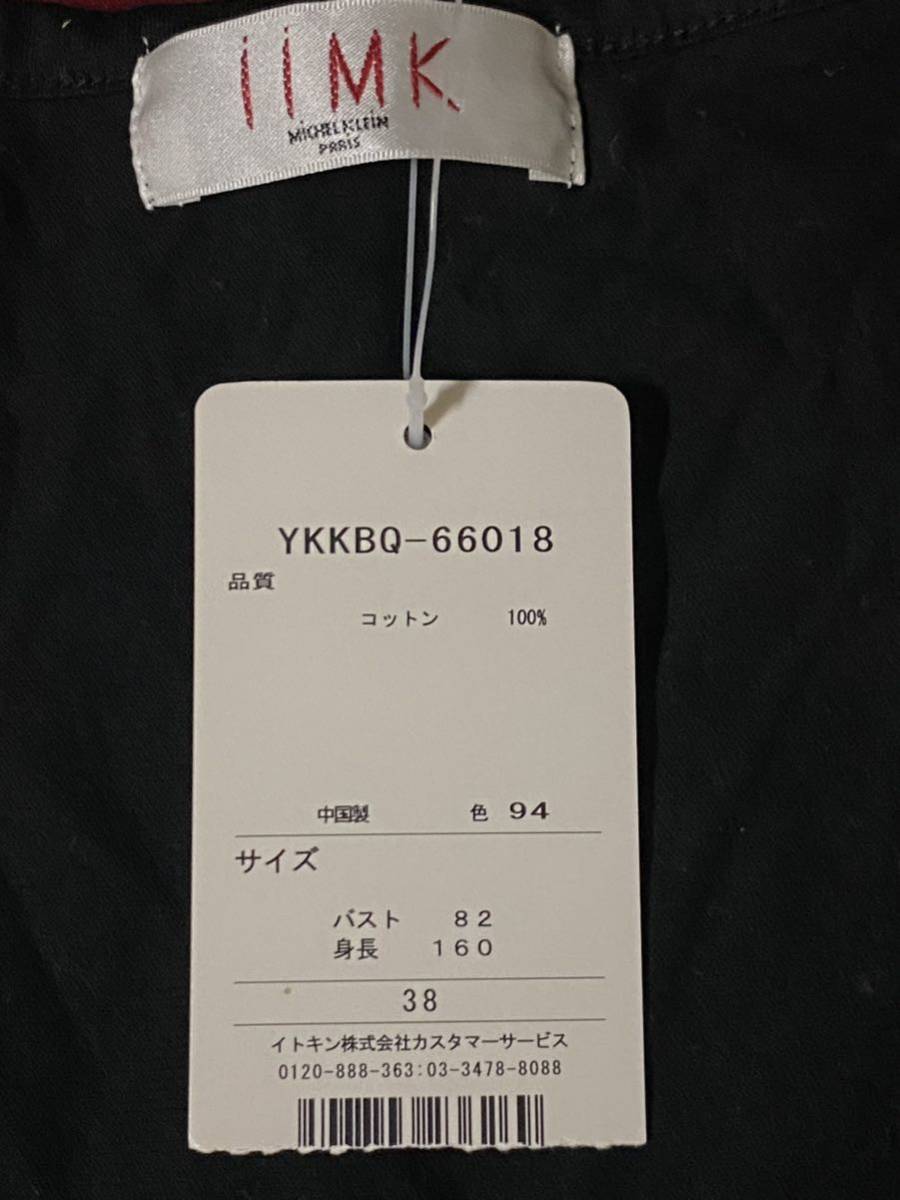 iiMK.
MICHEL KLEIN
PARIS
YKKBQ-66018
品質
コットン 100%
中国製 色 94
サイズ
バスト 82
身長 160
38
イトキン株式会社カスタマーサービス
0120-888-363:03-3478-8088